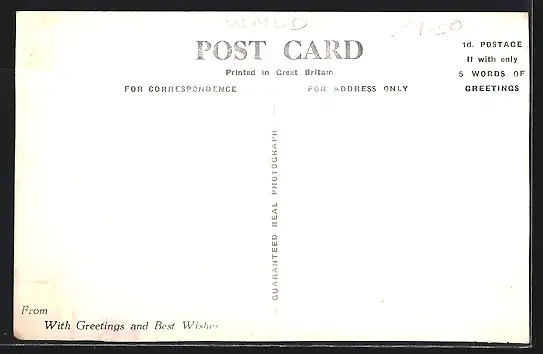 WMLD
£1-50
POST CARD
Printed in Great Britain
1d. POSTAGE
If with only
5 WORDS OF
GREETINGS
FOR CORRESPONDENCE
FOR ADDRESS ONLY
GUARANTEED REAL PHOTOGRAPH
From
With Greetings and Best Wishes